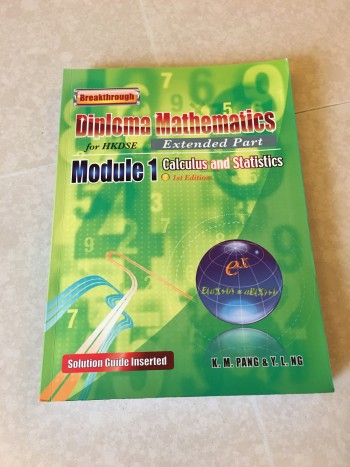 Breakthrough
Diploma Mathematics
for HKDSE Extended Part
Module 1 Calculus and Statistics
1st Edition
Solution Guide Inserted
K. M. PANG & Y. L. NG